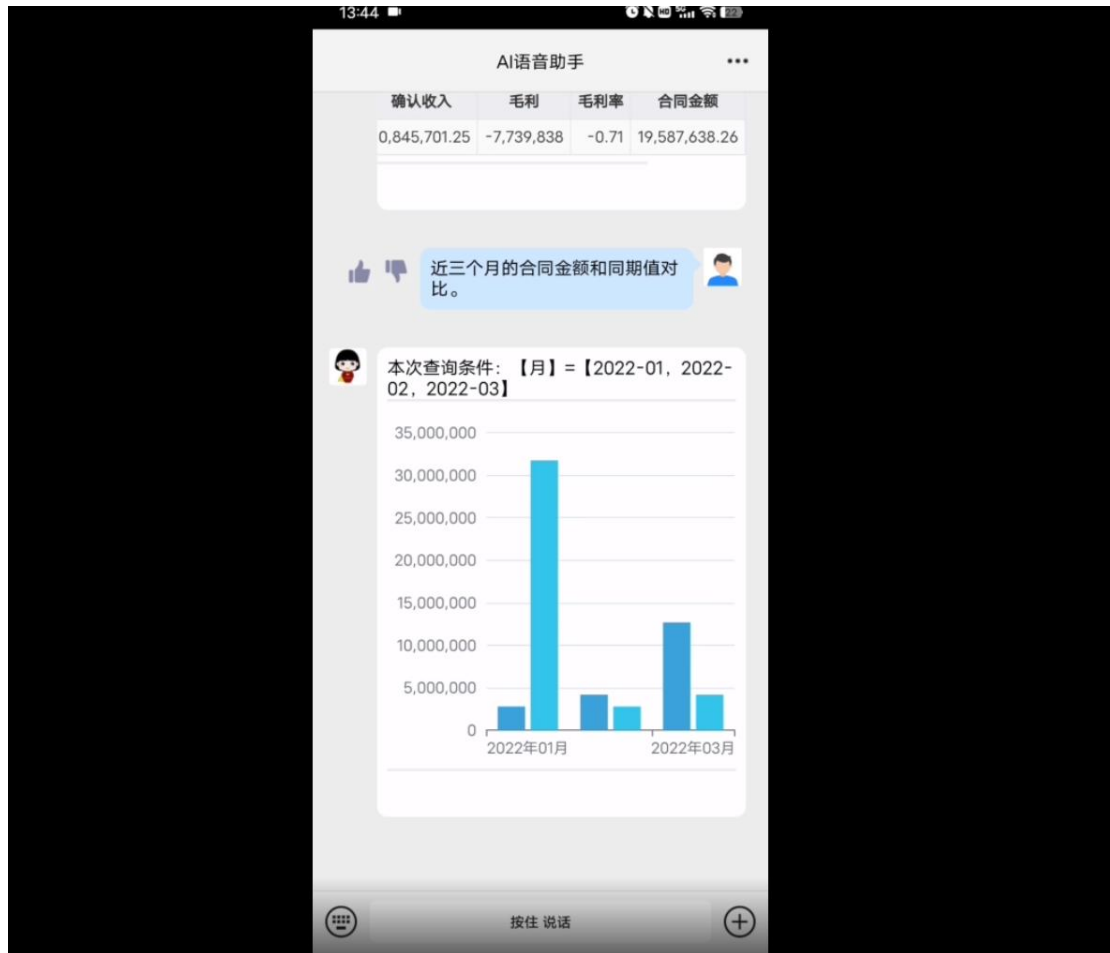 13:44
HD 5G 22
AI语音助手
确认收入 毛利 毛利率 合同金额
0,845,701.25 -7,739,838 -0.71 19,587,638.26
近三个月的合同金额和同期值对
比。
本次查询条件：【月】=【2022-01，2022-
02，2022-03】
35,000,000
30,000,000
25,000,000
20,000,000
15,000,000
10,000,000
5,000,000
0
2022年01月 2022年03月
按住 说话